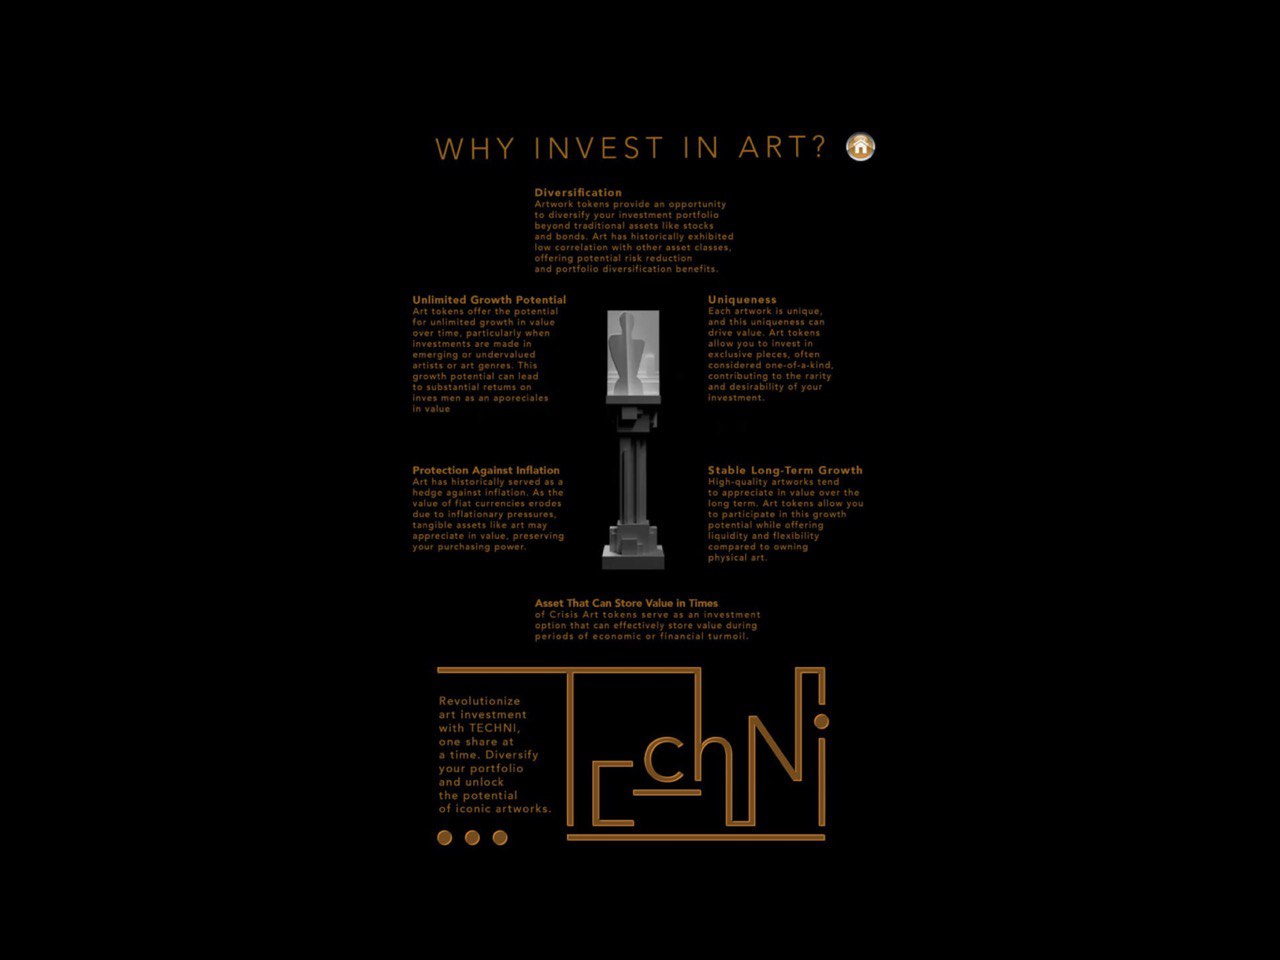 WHY INVEST IN ART?
Diversification
Artwork tokens provide an opportunity
to diversify your investment portfolio
beyond traditional assets like stocks
and bonds. Art has historically exhibited
low correlation with other asset classes,
offering potential risk reduction
and portfolio diversification benefits.
Unlimited Growth Potential
Art tokens offer the potential
for unlimited growth in value
over time, particularly when
investments are made in
emerging or undervalued
artists or art genres. This
growth potential can lead
to substantial returns on
inves men as an aporeciales
in value
Uniqueness
Each artwork is unique,
and this uniqueness can
drive value. Art tokens
allow you to invest in
exclusive pieces, often
considered one-of-a-kind,
contributing to the rarity
and desirability of your
investment.
Protection Against Inflation
Art has historically served as a
hedge against inflation. As the
value of fiat currencies erodes
due to inflationary pressures,
tangible assets like art may
appreciate in value, preserving
your purchasing power.
Stable Long-Term Growth
High-quality artworks tend
to appreciate in value over the
long term. Art tokens allow you
to participate in this growth
potential while offering
liquidity and flexibility
compared to owning
physical art.
Asset That Can Store Value in Times
of Crisis Art tokens serve as an investment
option that can effectively store value during
periods of economic or financial turmoil.
Revolutionize
art investment
with TECHNI,
one share at
a time. Diversify
your portfolio
and unlock
the potential
of iconic artworks.
TEchNi